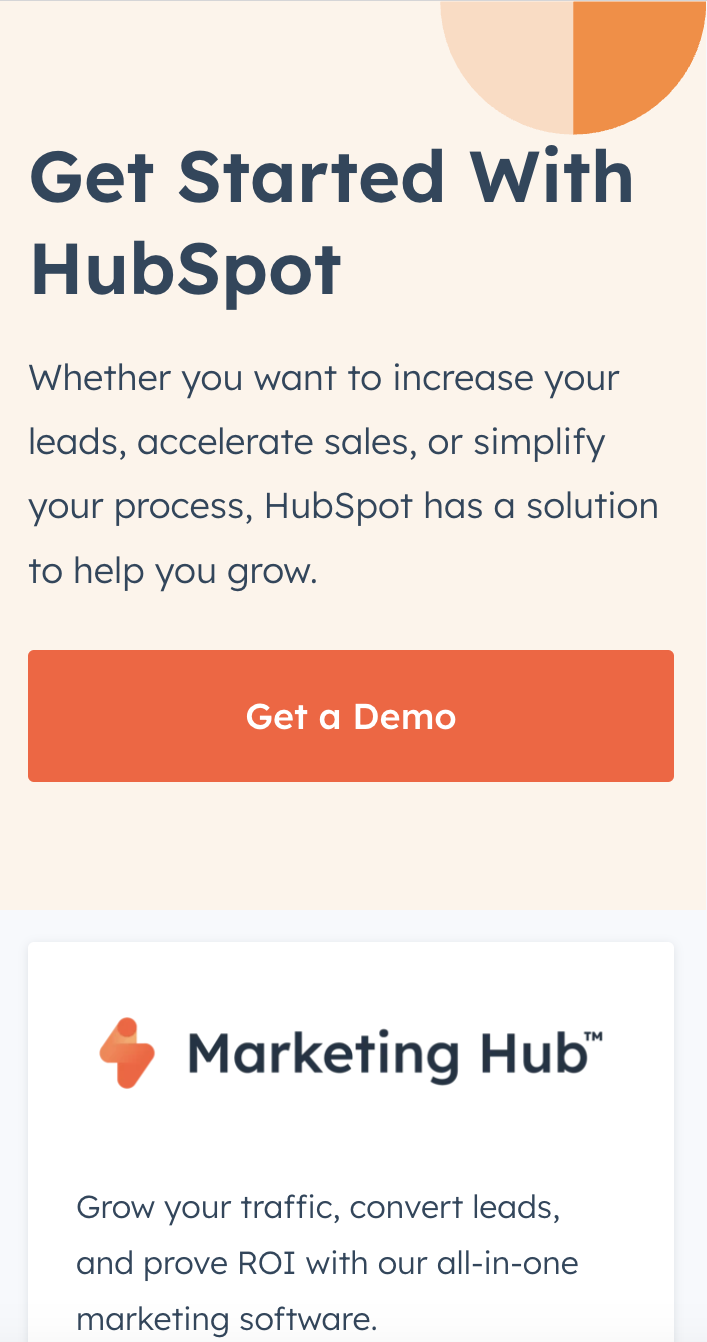 Get Started With
HubSpot
Whether you want to increase your
leads, accelerate sales, or simplify
your process, HubSpot has a solution
to help you grow.
Get a Demo
Marketing Hub™
Grow your traffic, convert leads,
and prove ROI with our all-in-one
marketing software.